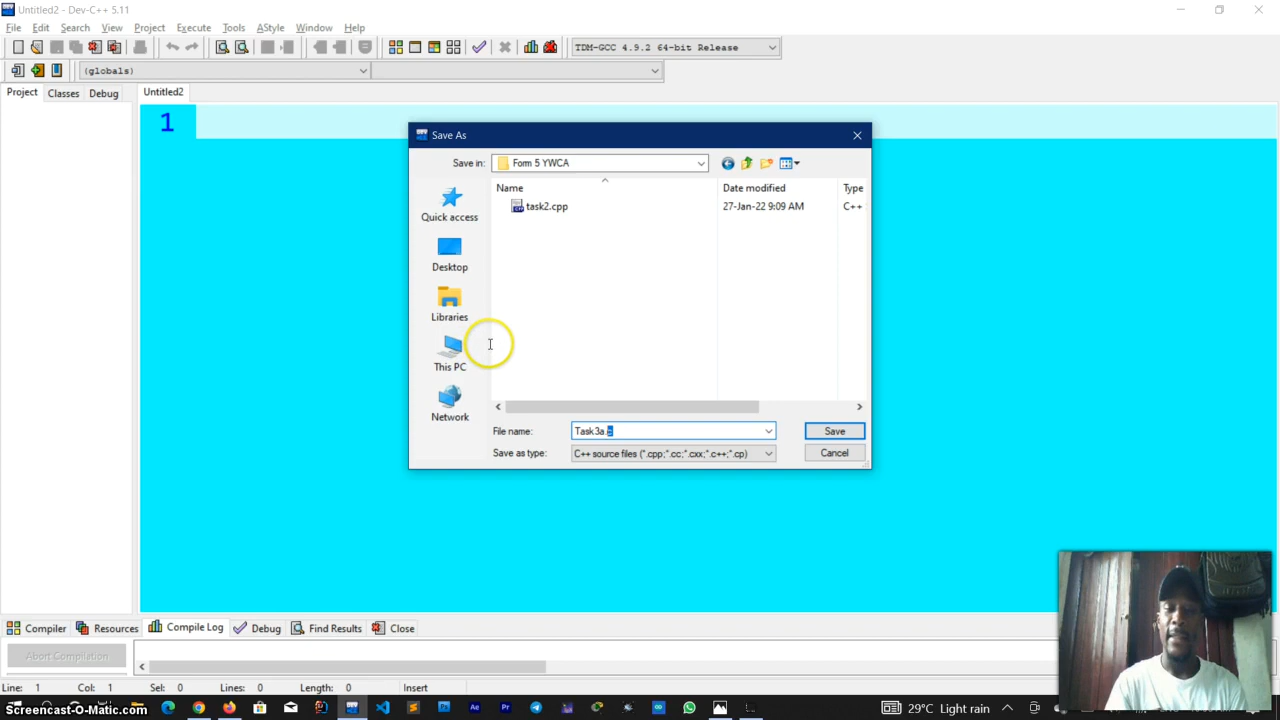 Untitled2 - Dev-C++ 5.11
File Edit Search View Project Execute Tools AStyle Window Help
TDM-GCC 4.9.2 64-bit Release
(globals)
Project Classes Debug
Untitled2
1
Save As
Save in: Form 5 YWCA
Name Date modified Type
task2.cpp 27-Jan-22 9:09 AM C++
Quick access
Desktop
Libraries
This PC
Network
File name: Task3a.
Save
Save as type: C++ source files (*.cpp;*.cc;*.cxx;*.c++;*.cp)
Cancel
Compiler Resources Compile Log Debug Find Results Close
Abort Compilation
Line: 1 Col: 1 Sel: 0 Lines: 0 Length: 0 Insert
Screencast-O-Matic.com
29°C Light rain